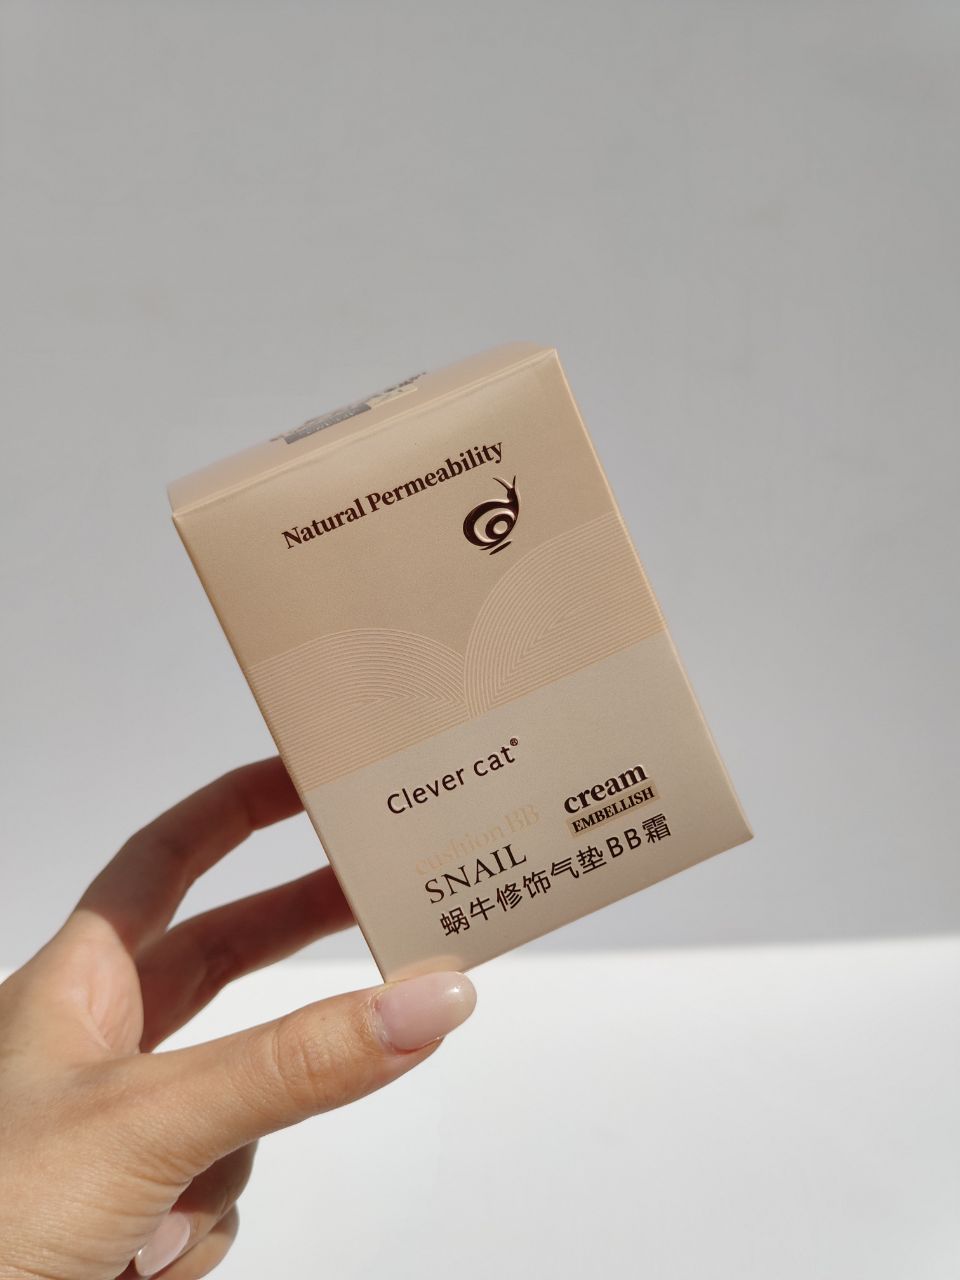 Natural Permeability
Clever cat®
cushion BB
SNAIL
cream
EMBELLISH
蜗牛修饰气垫BB霜